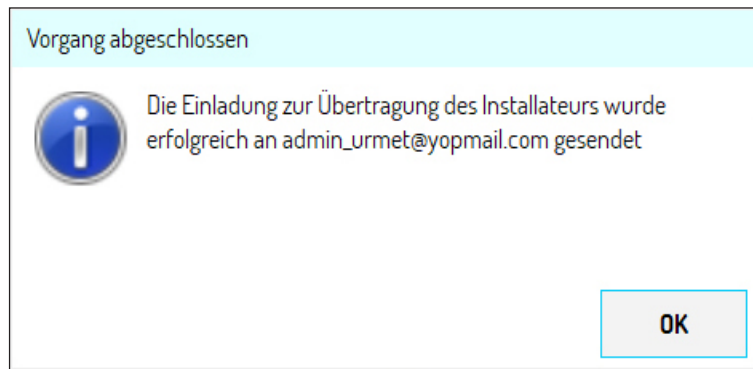 Vorgang abgeschlossen
Die Einladung zur Übertragung des Installateurs wurde
erfolgreich an admin_urmet@yopmail.com gesendet
OK